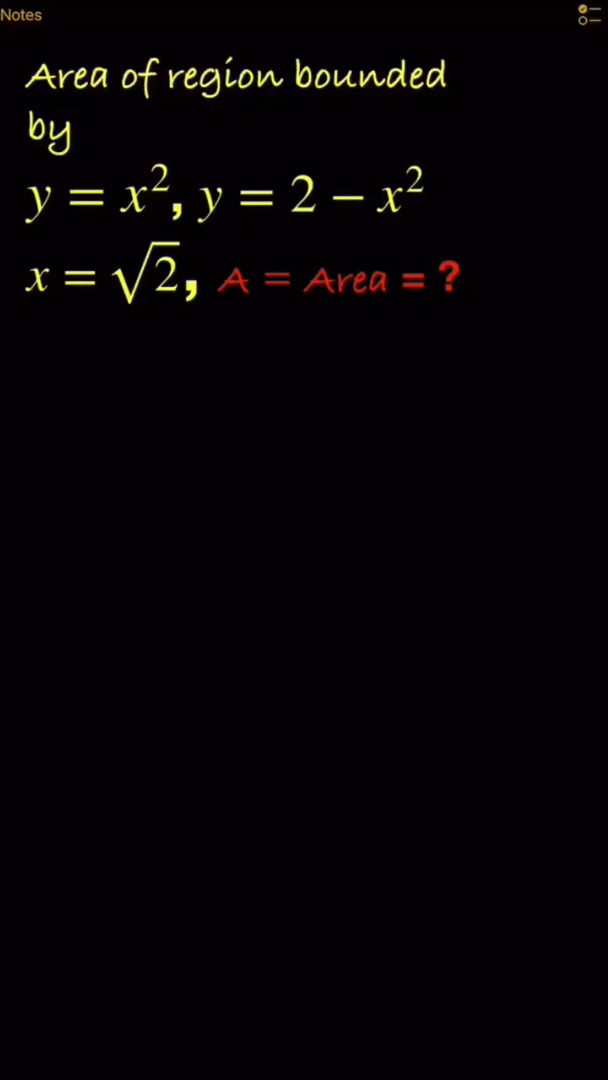 Notes
Area of region bounded
by
y = x², y = 2 − x²
x = √2, A = Area = ?